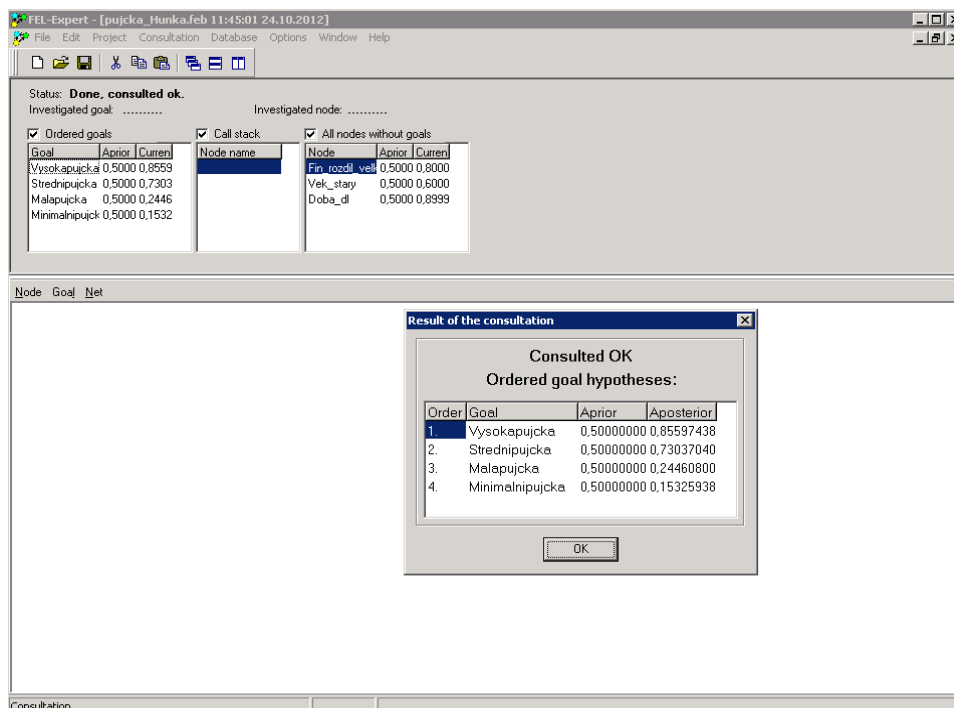 FEL-Expert - [pujcka_Hunka.feb 11:45:01 24.10.2012]
File Edit Project Consultation Database Options Window Help
Status: Done, consulted ok.
Investigated goal: .......... Investigated node: ..........
Ordered goals Call stack All nodes without goals
Goal Aprior Curren Node name Node Aprior Curren
Vysokapujcka 0,5000 0,8559 Fin_rozdil_velk 0,5000 0,8000
Strednipujcka 0,5000 0,7303 Vek_stary 0,5000 0,6000
Malapujcka 0,5000 0,2446 Doba_dl 0,5000 0,8999
Minimalnipujck 0,5000 0,1532
Node Goal Net
Result of the consultation
Consulted OK
Ordered goal hypotheses:
Order Goal Aprior Aposterior
1. Vysokapujcka 0,50000000 0,85597438
2. Strednipujcka 0,50000000 0,73037040
3. Malapujcka 0,50000000 0,24460800
4. Minimalnipujcka 0,50000000 0,15325938
OK
Consultation